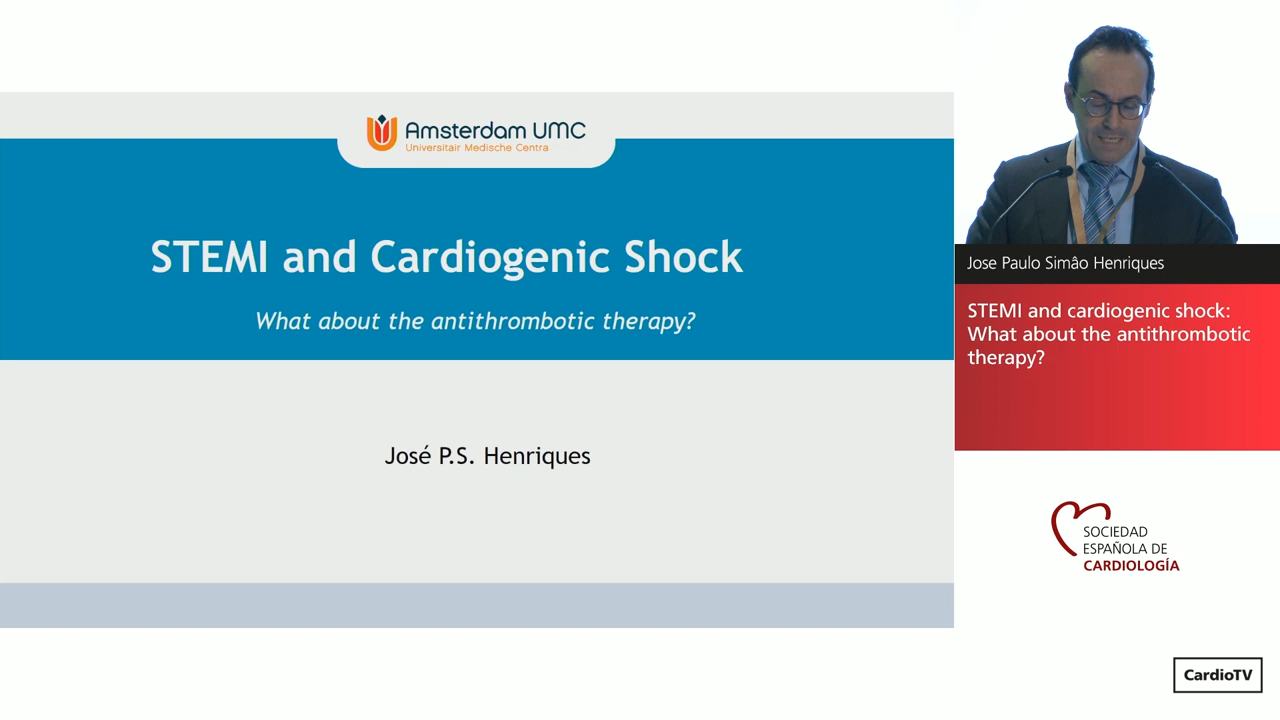 Amsterdam UMC
Universitair Medische Centra
STEMI and Cardiogenic Shock
What about the antithrombotic therapy?
José P.S. Henriques
Jose Paulo Simâo Henriques
STEMI and cardiogenic shock:
What about the antithrombotic
therapy?
SOCIEDAD
ESPAÑOLA DE
CARDIOLOGÍA
CardioTV